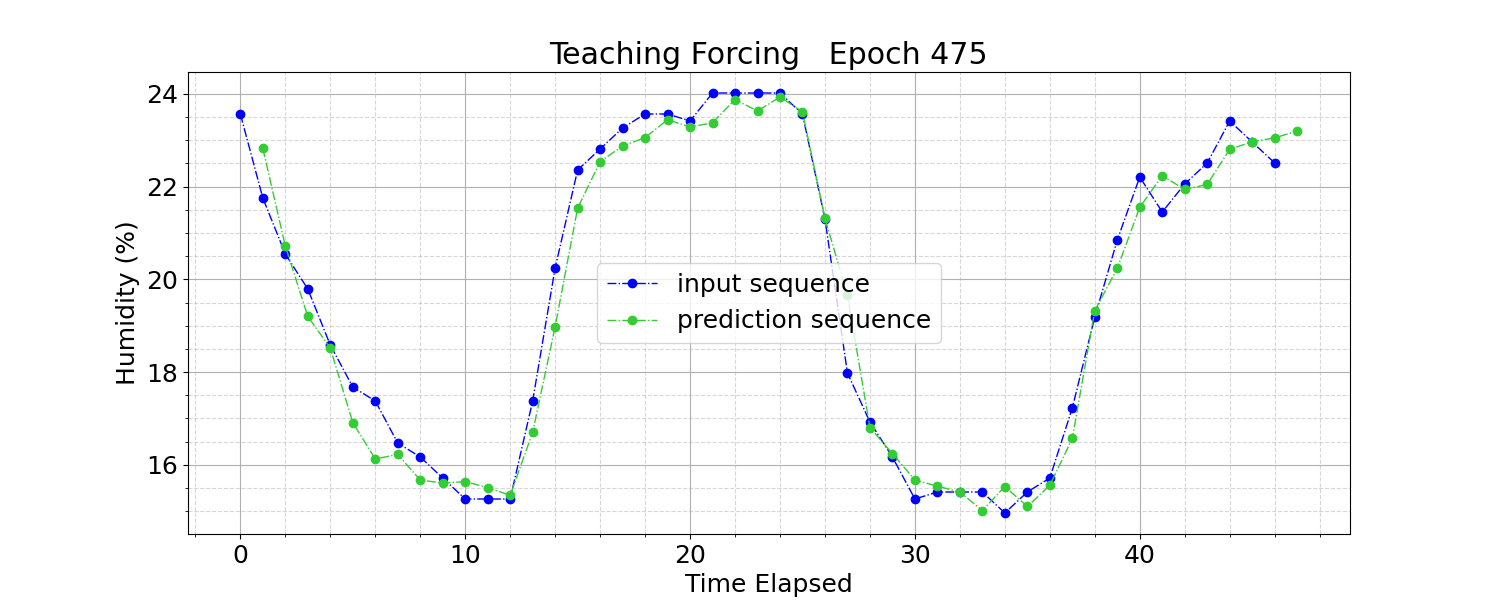 Teaching Forcing   Epoch 475
Humidity (%)
24
22
20
18
16
input sequence
prediction sequence
0 10 20 30 40
Time Elapsed